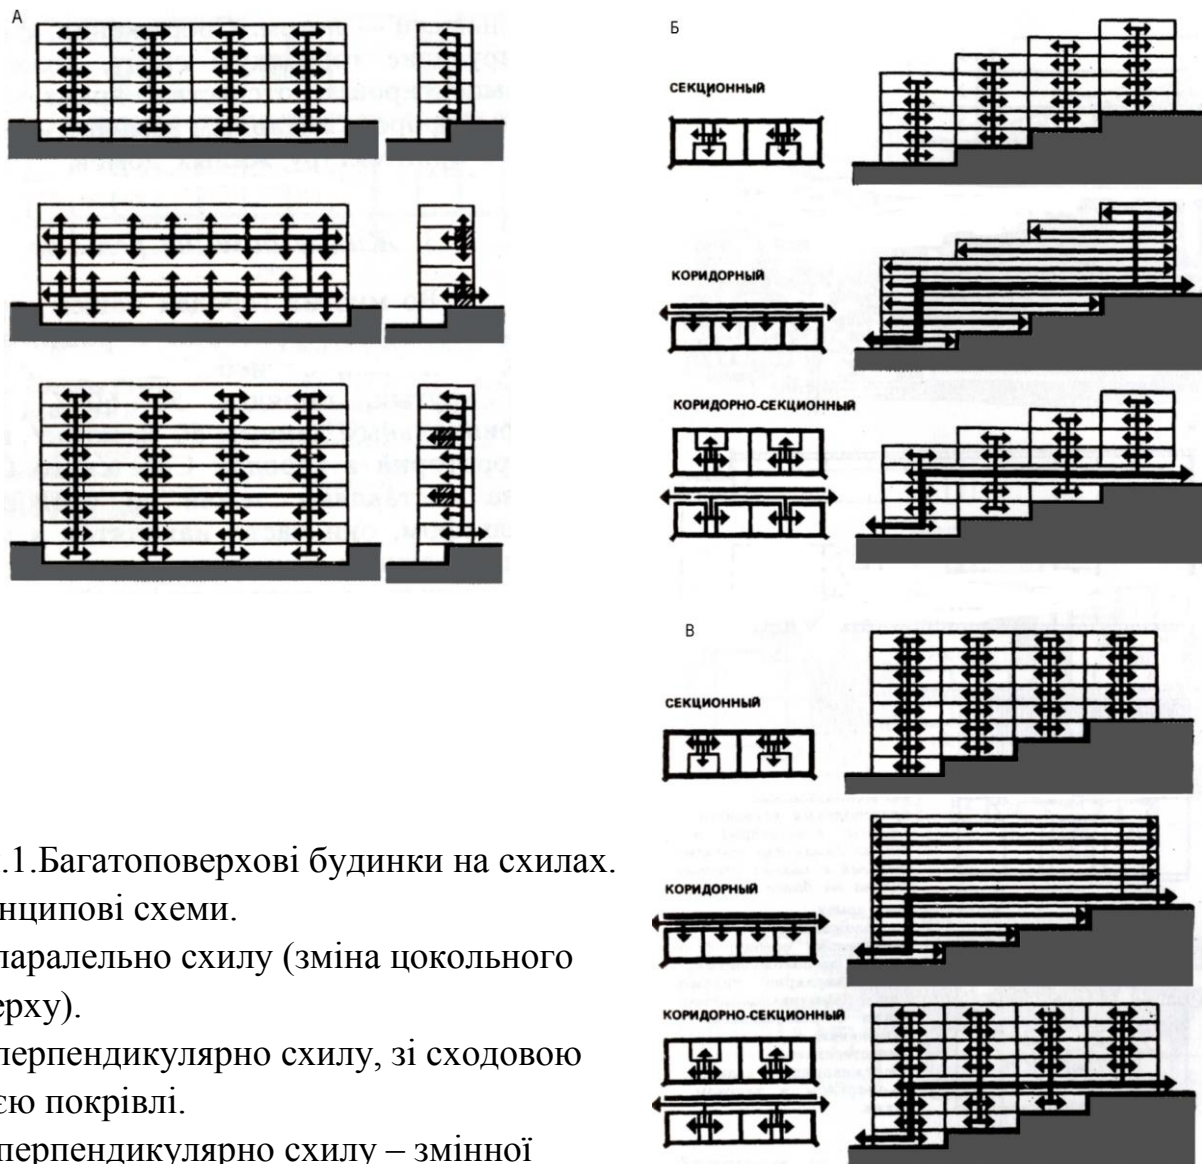 А
Б
СЕКЦИОННЫЙ
КОРИДОРНЫЙ
КОРИДОРНО-СЕКЦИОННЫЙ
В
СЕКЦИОННЫЙ
КОРИДОРНЫЙ
КОРИДОРНО-СЕКЦИОННЫЙ
.1.Багатоповерхові будинки на схилах.
нципові схеми.
паралельно схилу (зміна цокольного
ерху).
перпендикулярно схилу, зі сходовою
єю покрівлі.
перпендикулярно схилу – змінної